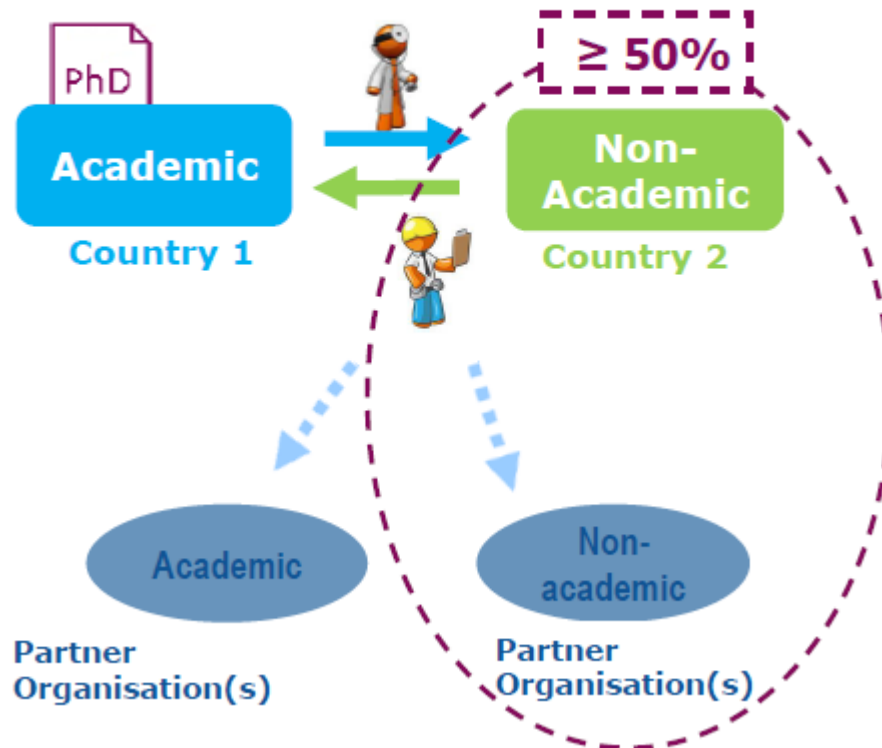 PhD
≥ 50%
Academic
Non-
Academic
Country 1
Country 2
Academic
Non-
academic
Partner
Organisation(s)
Partner
Organisation(s)